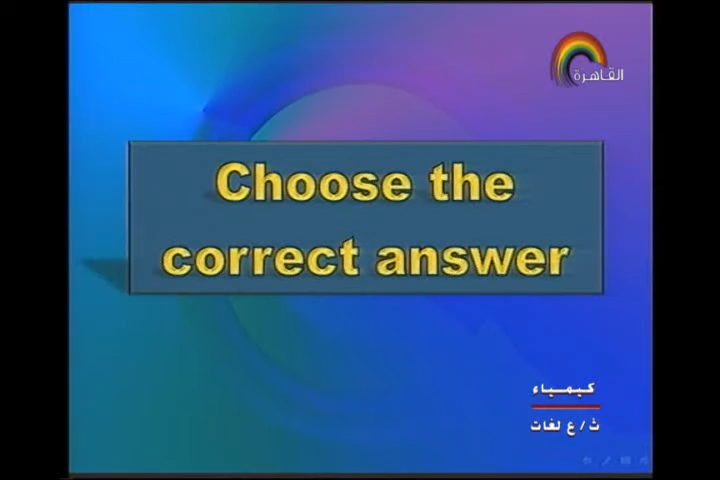 القاهرة
Choose the
correct answer
كيمياء
ث/ع لغات